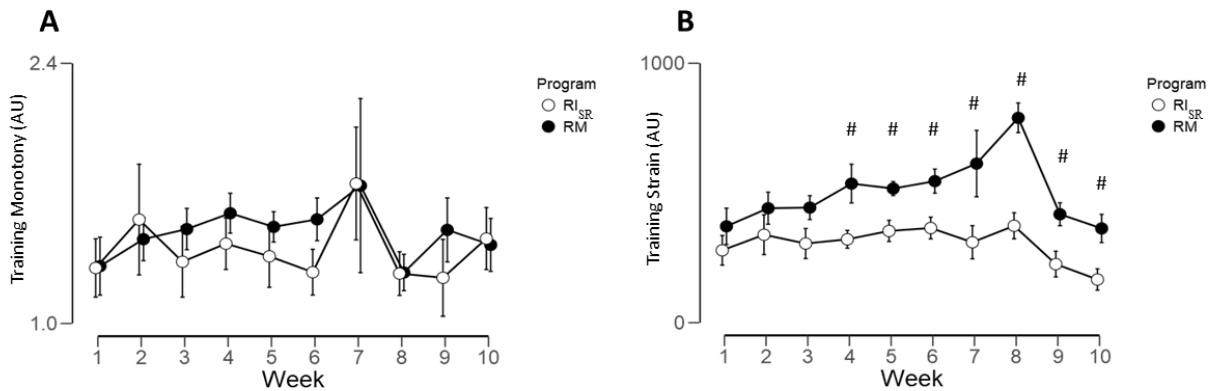 A
2.4
1.0
Training Monotony (AU)
1
2
3
4
5
6
7
8
9
10
Week
Program
RISR
RM
B
1000
0
Training Strain (AU)
#
#
#
#
#
#
#
1
2
3
4
5
6
7
8
9
10
Week
Program
RISR
RM